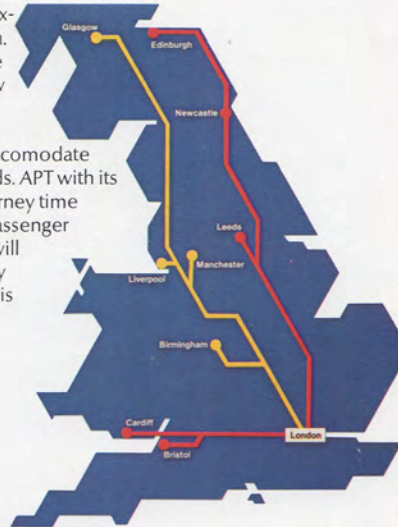 x-
n.
e
y
comodate
ds. APT with its
rney time
assenger
will
y
is
Glasgow
Edinburgh
Newcastle
Leeds
Manchester
Liverpool
Birmingham
Cardiff
London
Bristol